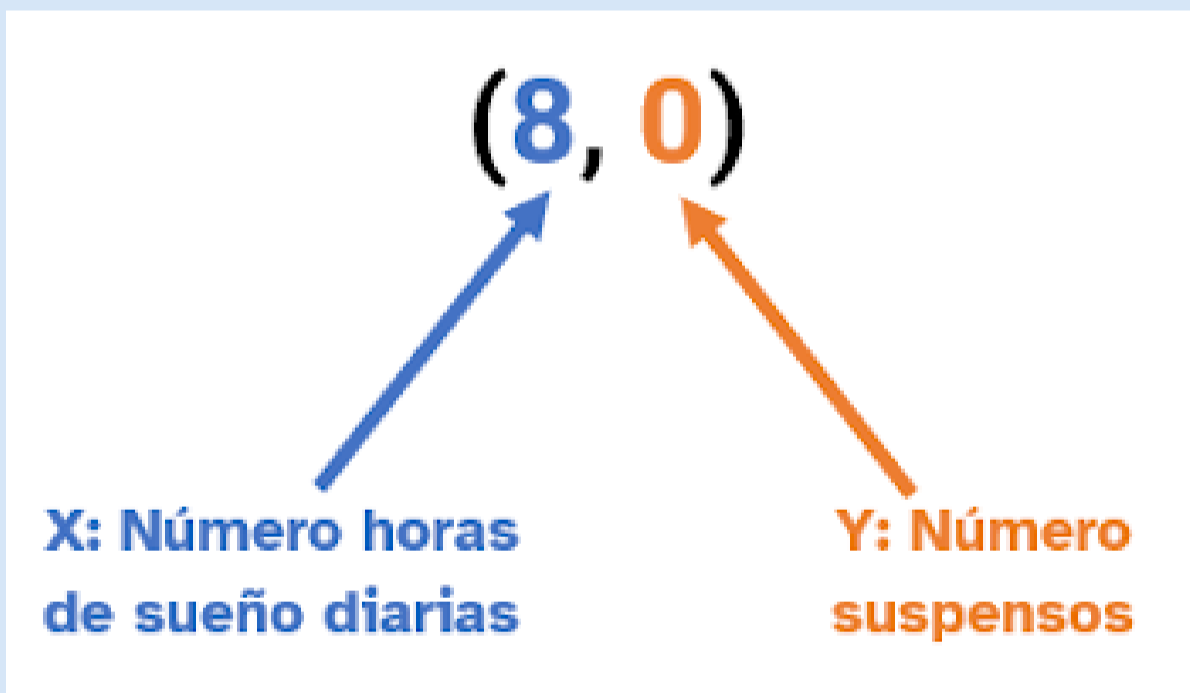 (8, 0)
X: Número horas
de sueño diarias
Y: Número
suspensos